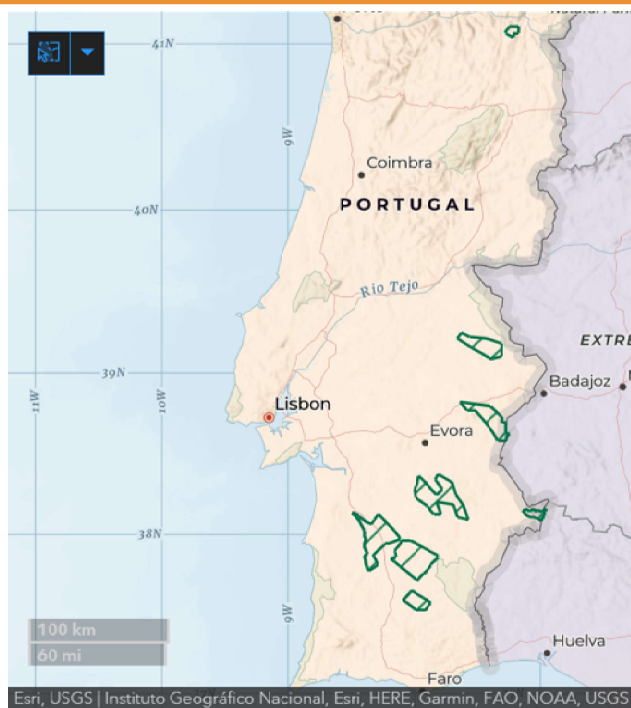 41N
9W
Coimbra
PORTUGAL
40N
Rio Tejo
EXTRE
39N
11W
10W
Badajoz
Lisbon
Evora
38N
9W
100 km
60 mi
Huelva
Faro
Esri, USGS | Instituto Geográfico Nacional, Esri, HERE, Garmin, FAO, NOAA, USGS